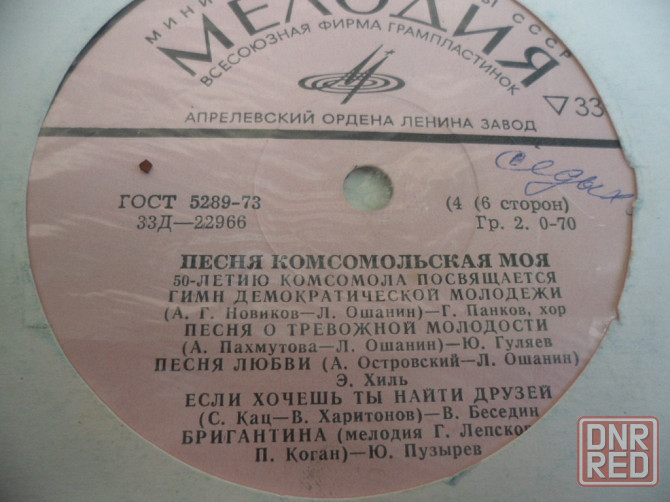 МЕЛОДИЯ
ВСЕСОЮЗНАЯ ФИРМА ГРАМПЛАСТИНОК
АПРЕЛЕВСКИЙ ОРДЕНА ЛЕНИНА ЗАВОД
▽33
седых
ГОСТ 5289-73
(4 (6 сторон)
33Д—22966
Гр. 2. 0-70
ПЕСНЯ КОМСОМОЛЬСКАЯ МОЯ
50-ЛЕТИЮ КОМСОМОЛА ПОСВЯЩАЕТСЯ
ГИМН ДЕМОКРАТИЧЕСКОЙ МОЛОДЕЖИ
(А. Г. Новиков—Л. Ошанин)—Г. Панков, хор
ПЕСНЯ О ТРЕВОЖНОЙ МОЛОДОСТИ
(А. Пахмутова—Л. Ошанин)—Ю. Гуляев
ПЕСНЯ ЛЮБВИ (А. Островский—Л. Ошанин)
Э. Хиль
ЕСЛИ ХОЧЕШЬ ТЫ НАЙТИ ДРУЗЕЙ
(С. Кац—В. Харитонов)—В. Беседин
БРИГАНТИНА (мелодия Г. Лепског
П. Коган)—Ю. Пузырев
DNR
RED